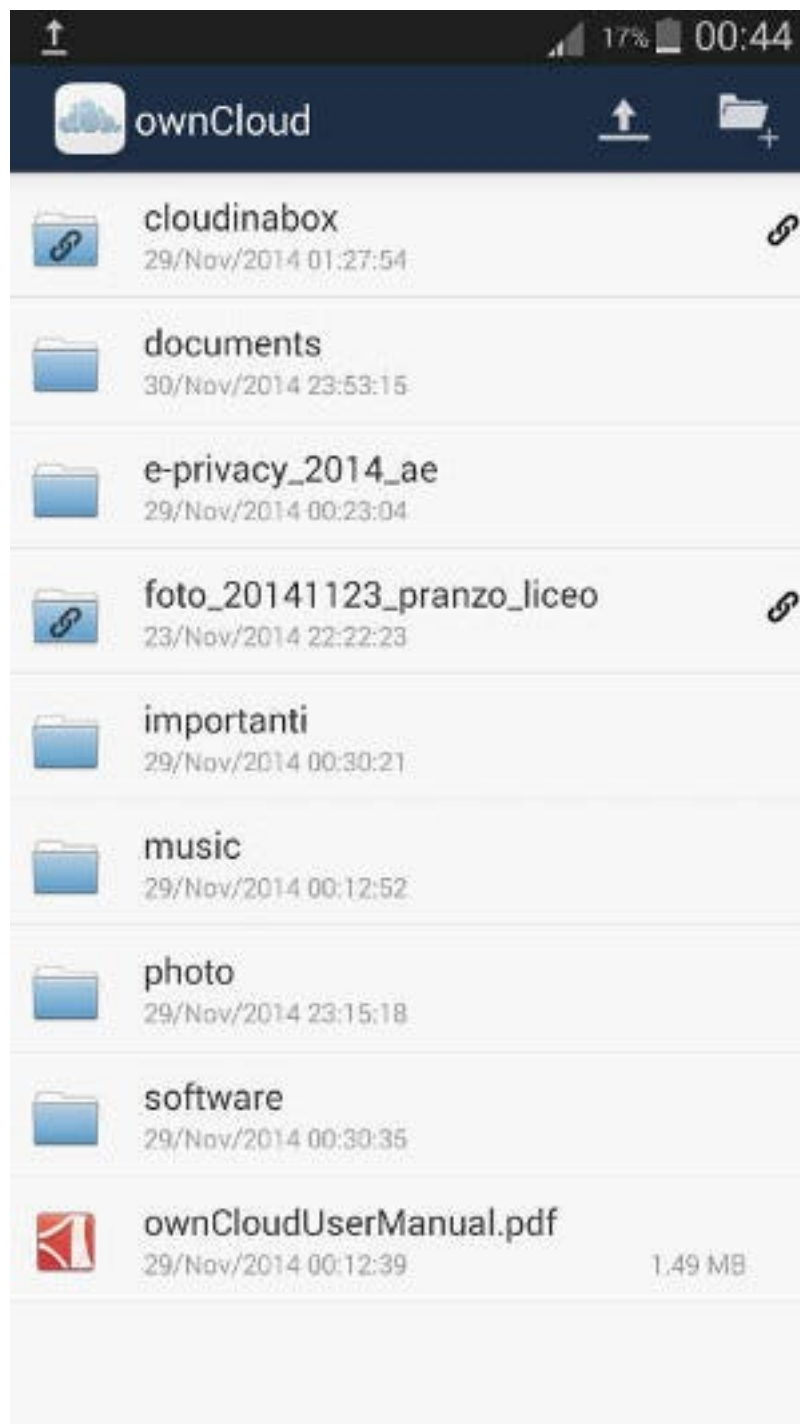 17% 00:44
ownCloud
cloudinabox
29/Nov/2014 01:27:54
documents
30/Nov/2014 23:53:15
e-privacy_2014_ae
29/Nov/2014 00:23:04
foto_20141123_pranzo_liceo
23/Nov/2014 22:22:23
importanti
29/Nov/2014 00:30:21
music
29/Nov/2014 00:12:52
photo
29/Nov/2014 23:15:18
software
29/Nov/2014 00:30:35
ownCloudUserManual.pdf
29/Nov/2014 00:12:39 1.49 MB